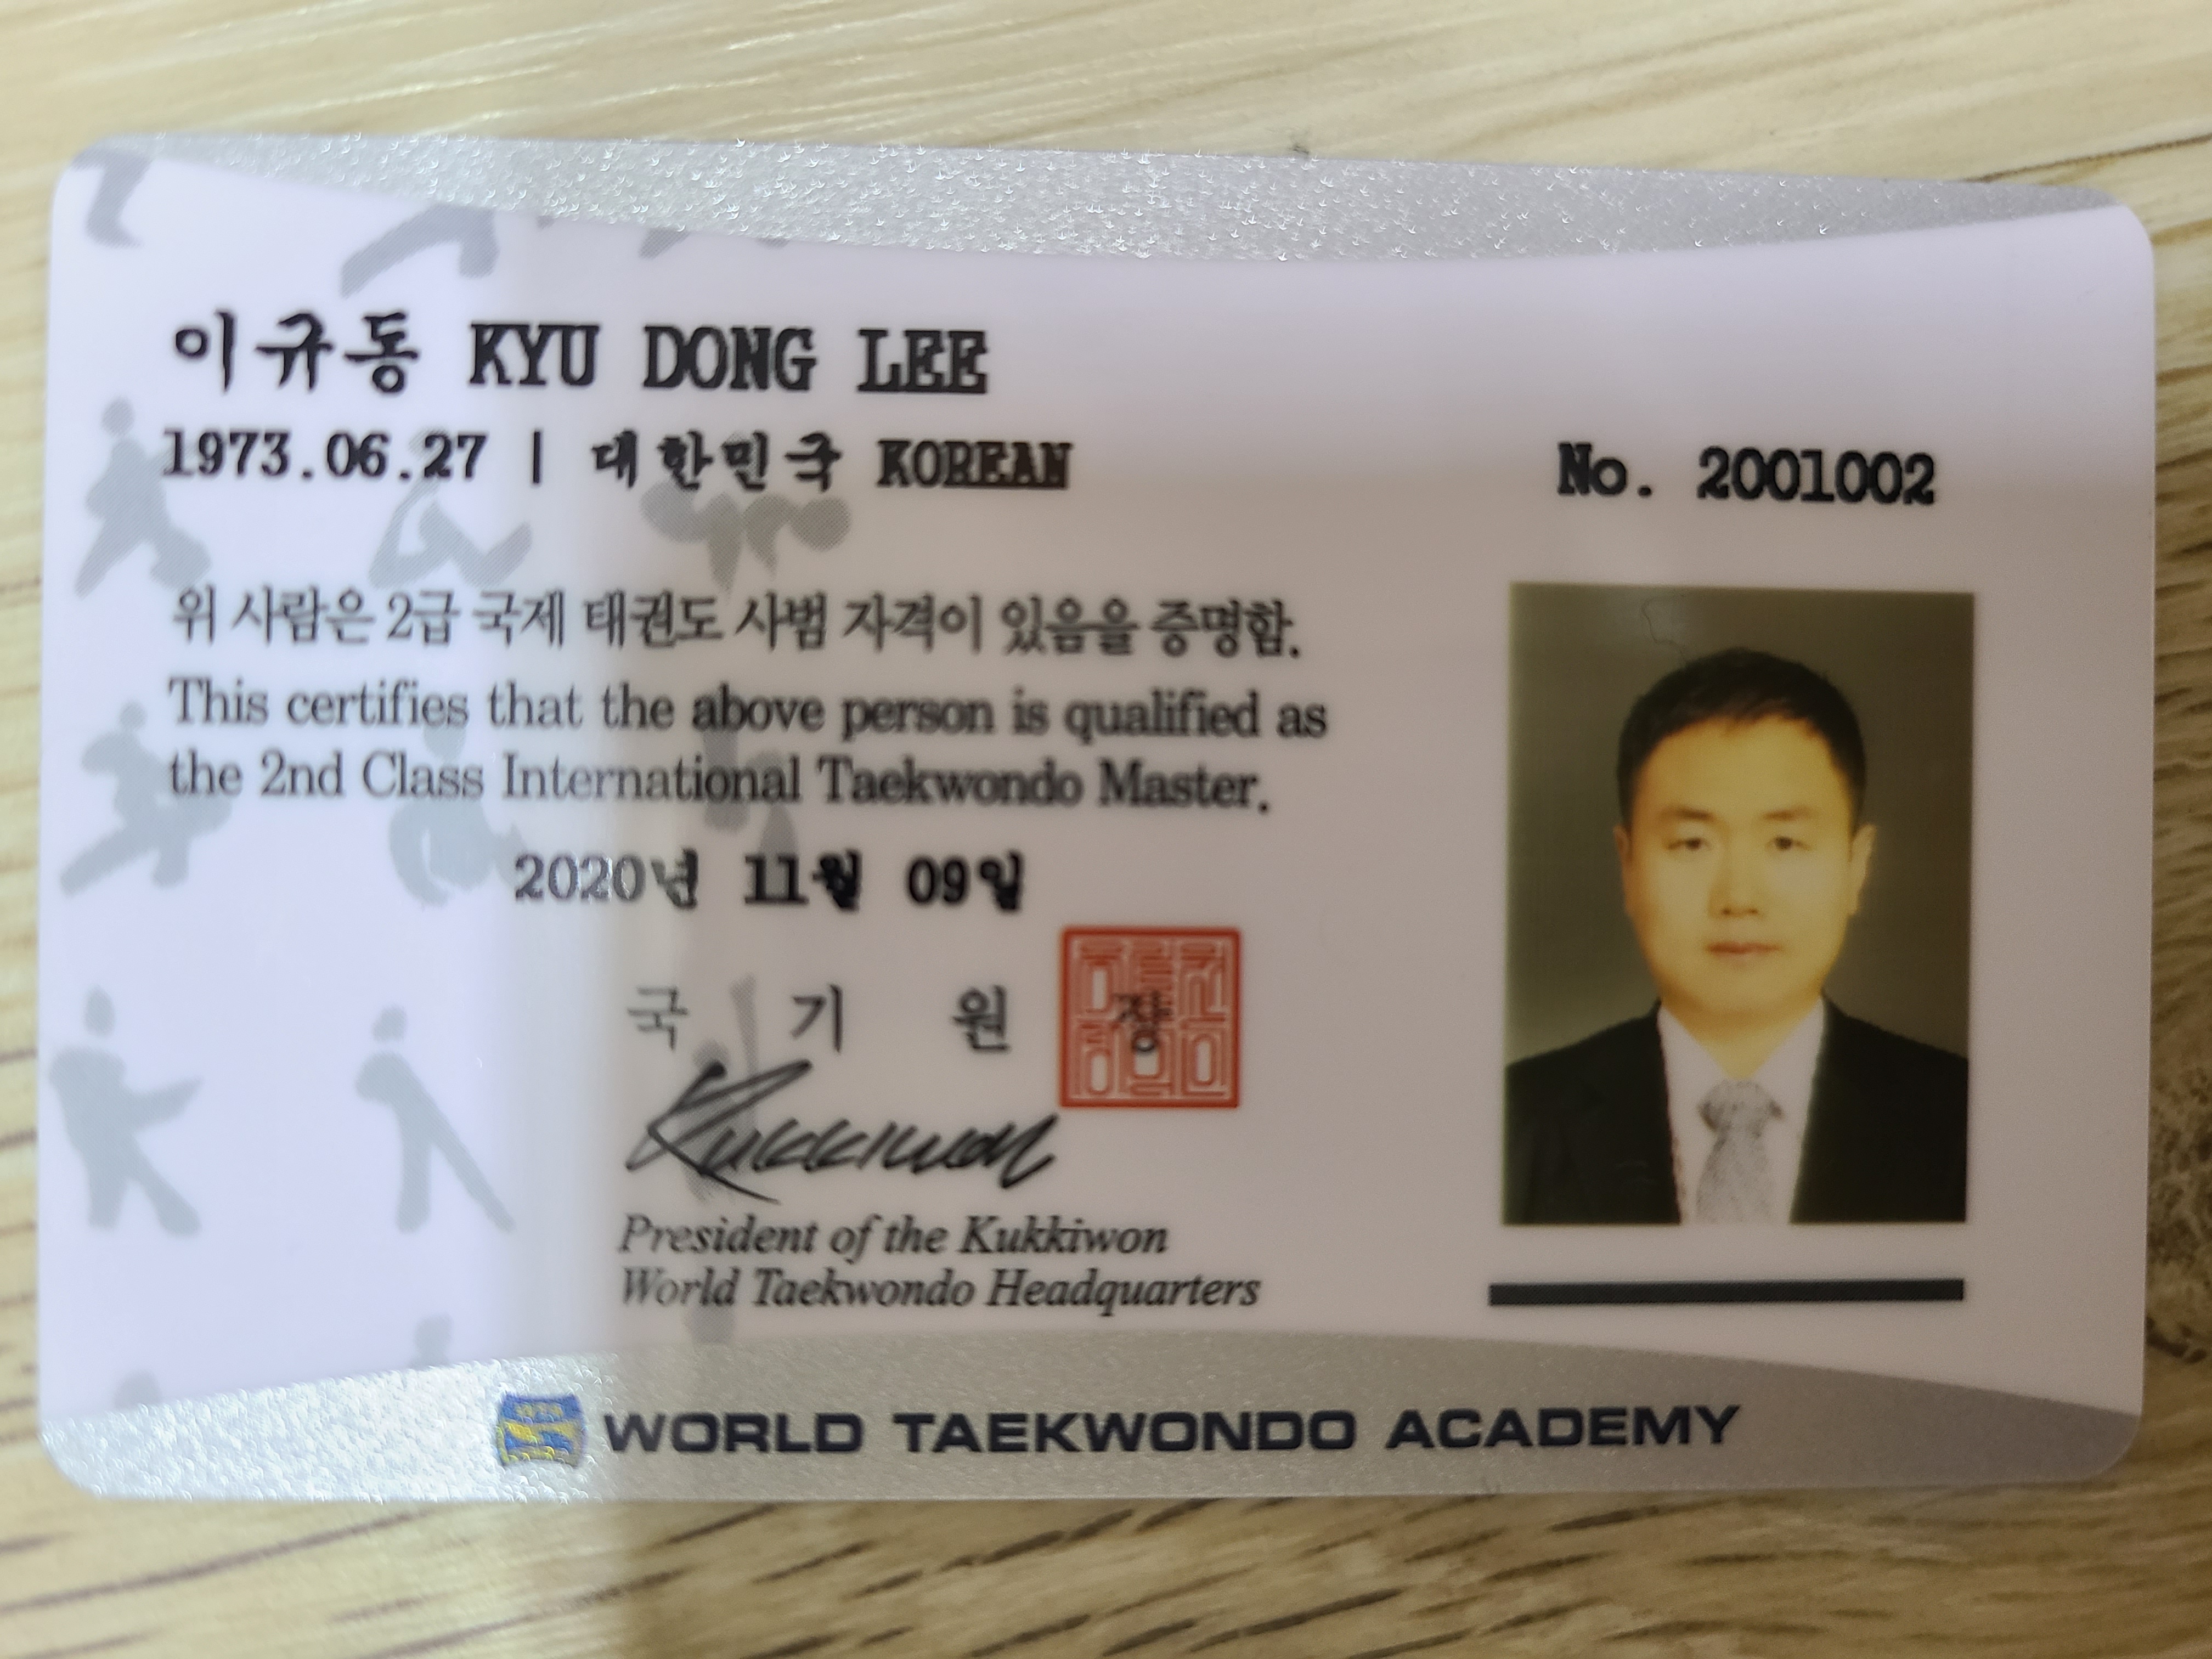 이규동 KYU DONG LEE
1973.06.27 | 대한민국 KOREAN
No. 2001002
위 사람은 2급 국제 태권도 사범 자격이 있음을 증명함.
This certifies that the above person is qualified as
the 2nd Class International Taekwondo Master.
2020년 11월 09일
국 기 원 장
Kukkiwon
President of the Kukkiwon
World Taekwondo Headquarters
WORLD TAEKWONDO ACADEMY